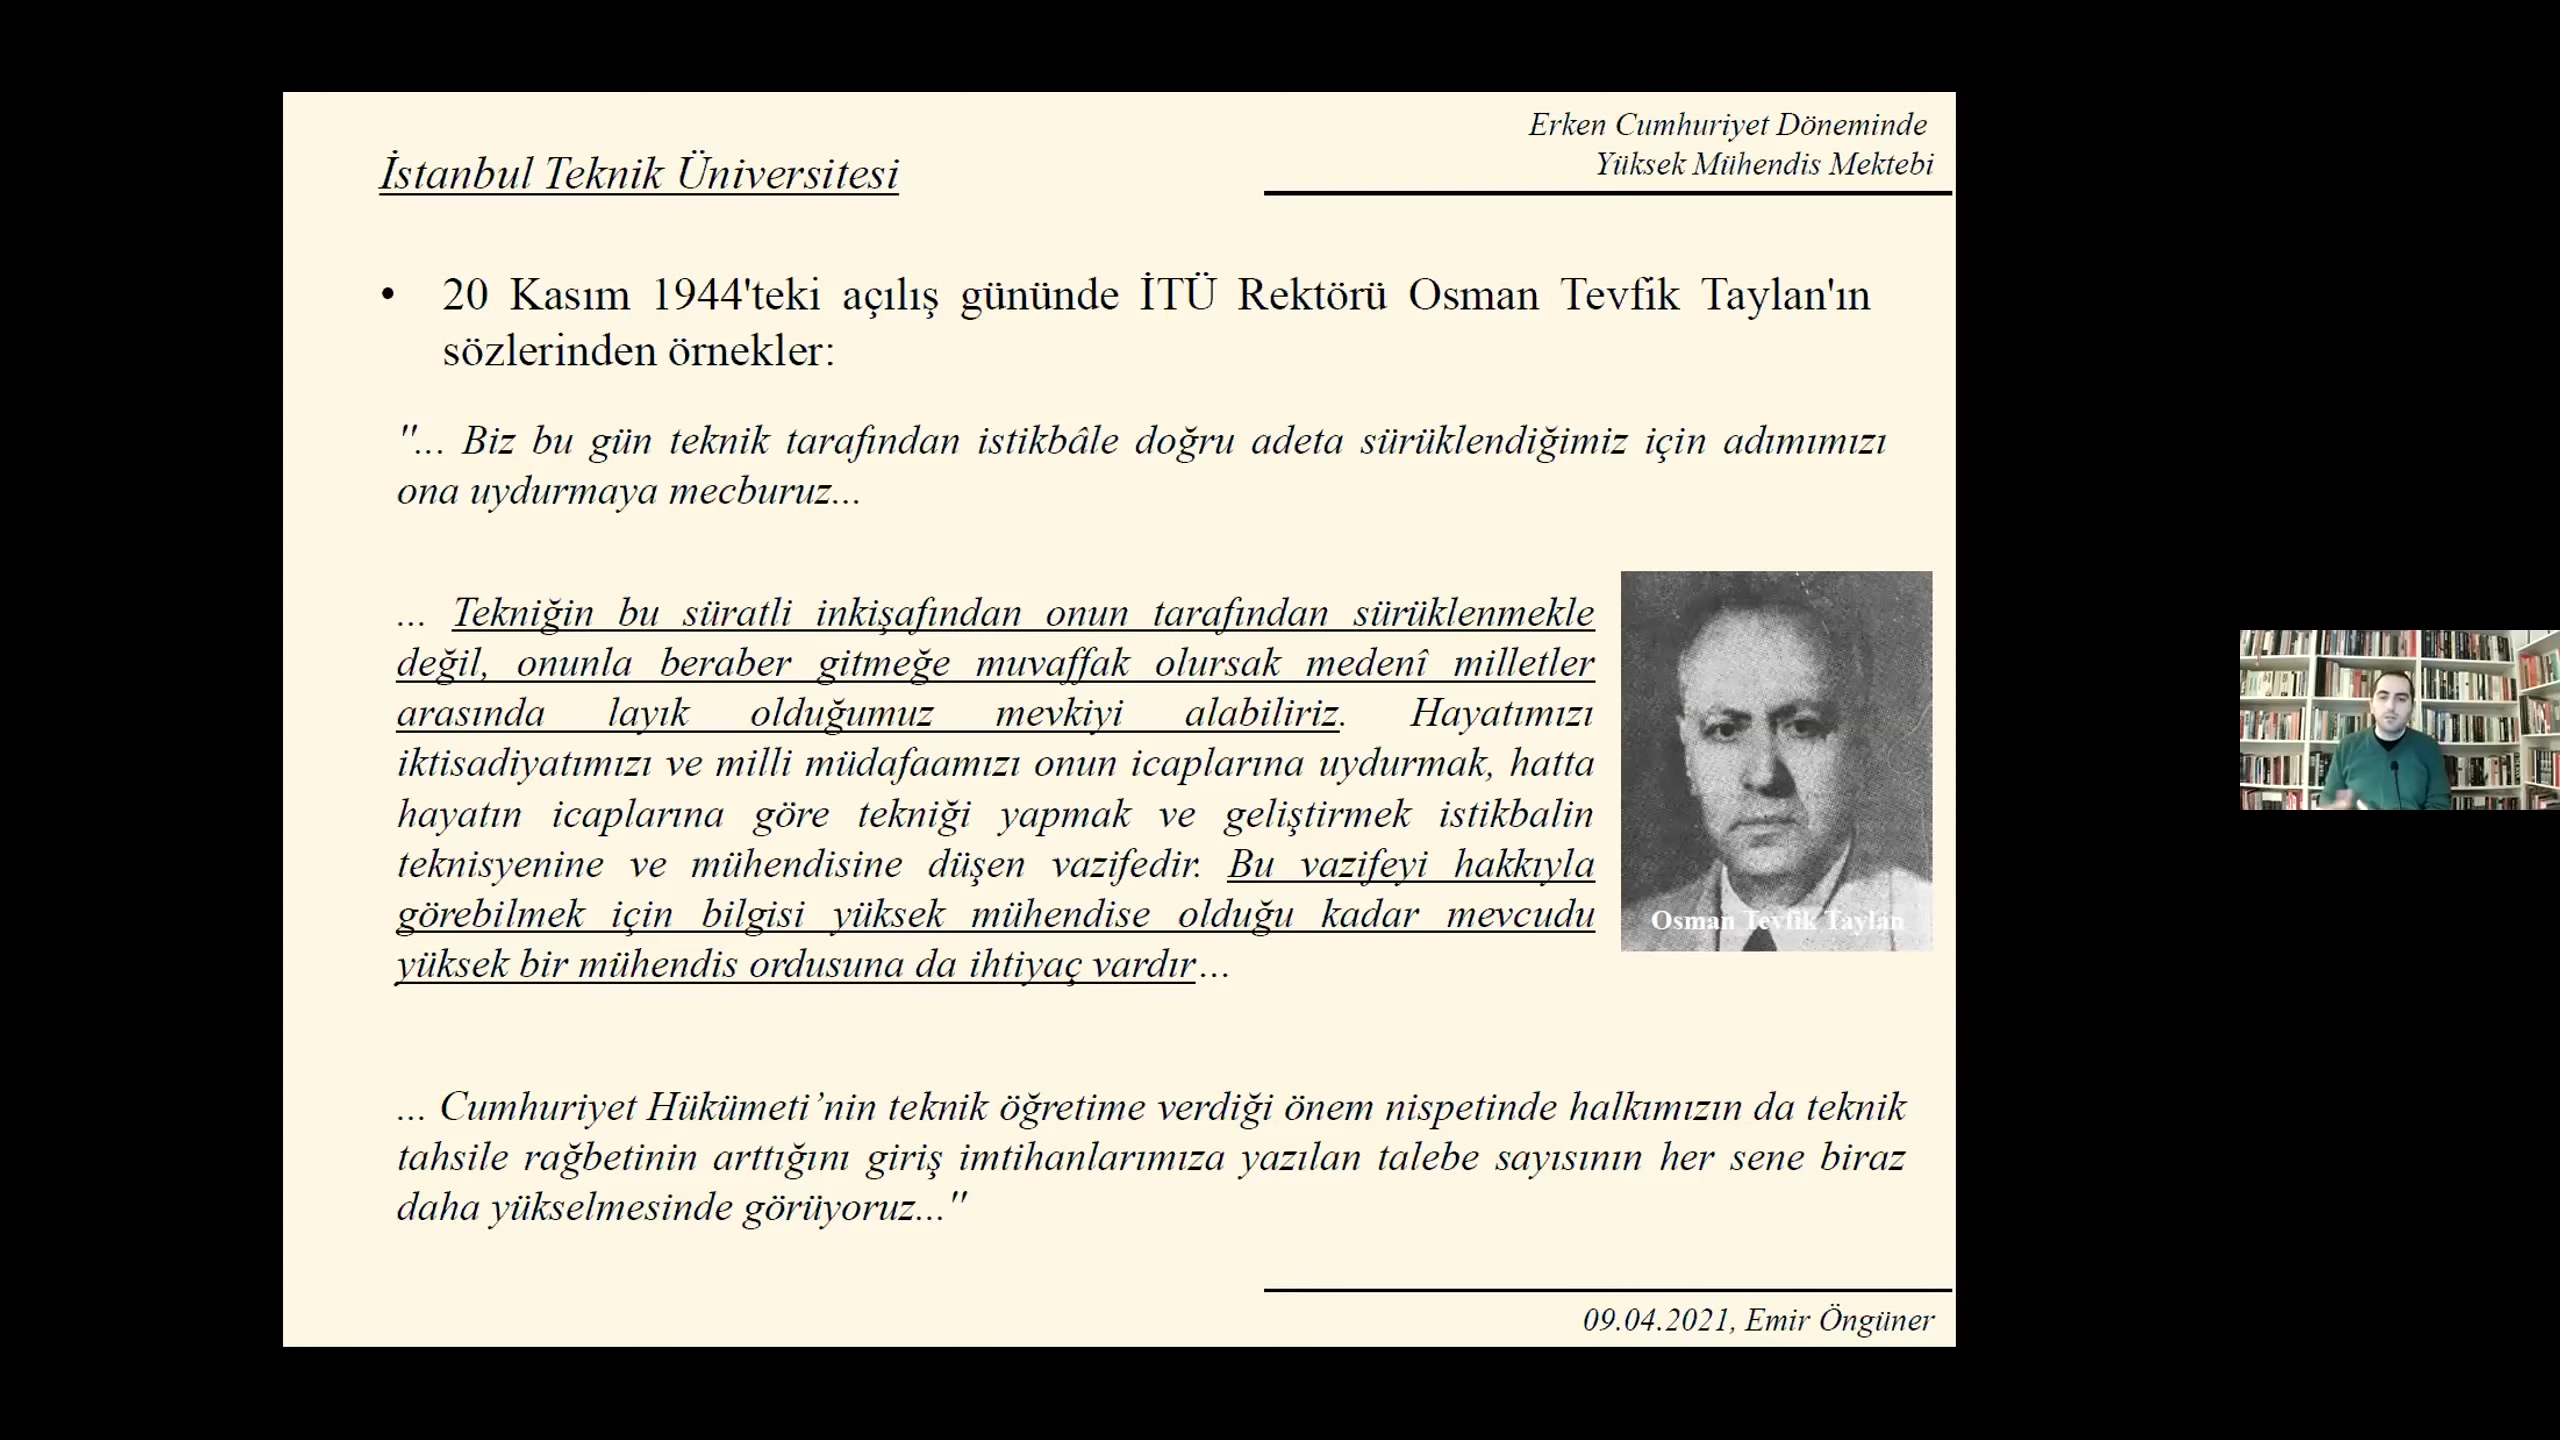 Erken Cumhuriyet Döneminde
Yüksek Mühendis Mektebi
İstanbul Teknik Üniversitesi
• 20 Kasım 1944'teki açılış gününde İTÜ Rektörü Osman Tevfik Taylan'ın
sözlerinden örnekler:
"... Biz bu gün teknik tarafından istikbâle doğru adeta sürüklendiğimiz için adımımızı
ona uydurmaya mecburuz...
... Tekniğin bu süratli inkişafından onun tarafından sürüklenmekle
değil, onunla beraber gitmeğe muvaffak olursak medenî milletler
arasında layık olduğumuz mevkiyi alabiliriz. Hayatımızı
iktisadiyatımızı ve milli müdafaamızı onun icaplarına uydurmak, hatta
hayatın icaplarına göre tekniği yapmak ve geliştirmek istikbalin
teknisyenine ve mühendisine düşen vazifedir. Bu vazifeyi hakkıyla
görebilmek için bilgisi yüksek mühendise olduğu kadar mevcudu
yüksek bir mühendis ordusuna da ihtiyaç vardır...
Osman Tevfik Taylan
... Cumhuriyet Hükümeti’nin teknik öğretime verdiği önem nispetinde halkımızın da teknik
tahsile rağbetinin arttığını giriş imtihanlarımıza yazılan talebe sayısının her sene biraz
daha yükselmesinde görüyoruz..."
09.04.2021, Emir Öngüner